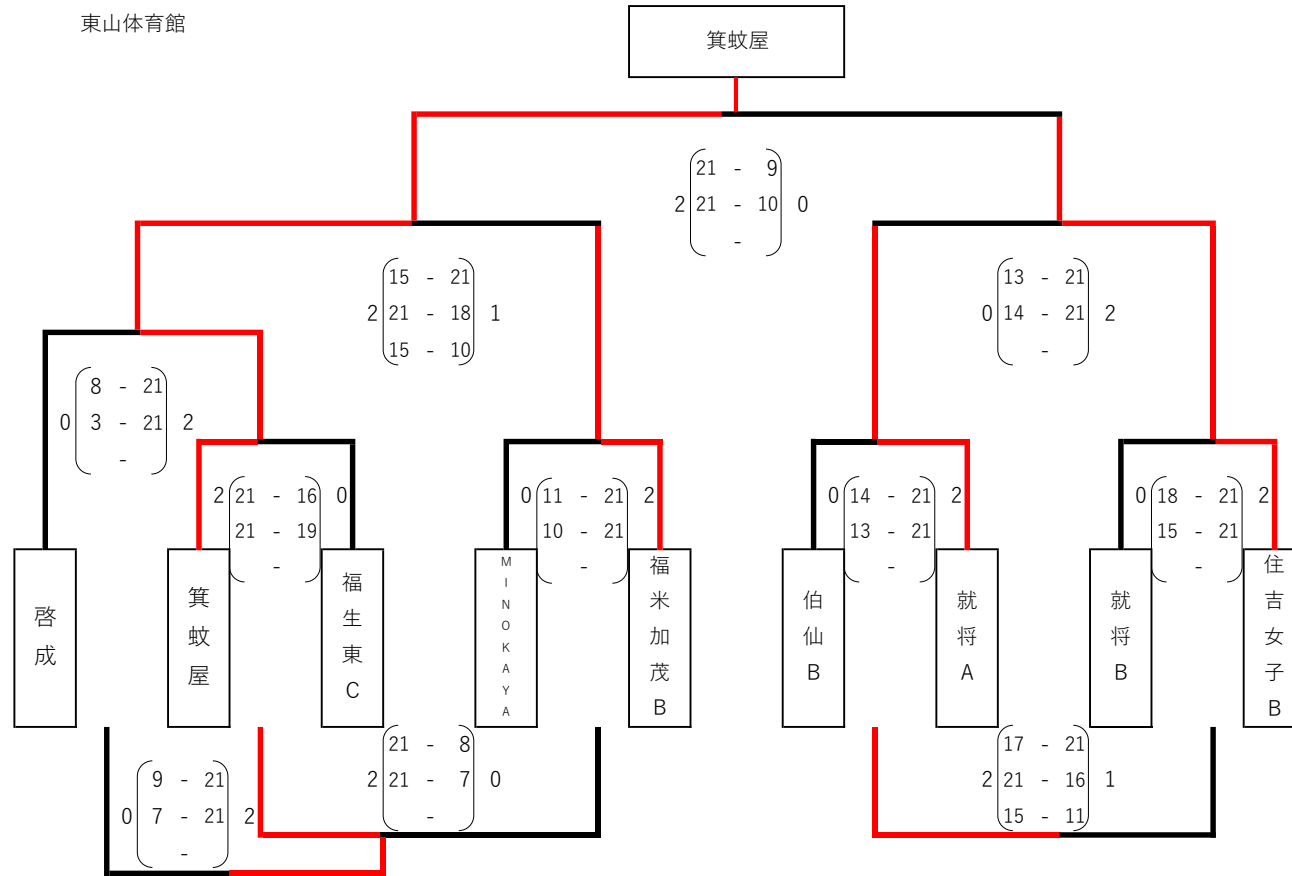 東山体育館
箕蚊屋
21 - 9
2 21 - 10 0
-
15 - 21
2 21 - 18 1
15 - 10
13 - 21
0 14 - 21 2
-
8 - 21
0 3 - 21 2
-
2 21 - 16 0
21 - 19
-
0 11 - 21 2
10 - 21
-
0 14 - 21 2
13 - 21
-
0 18 - 21 2
15 - 21
-
啓成
箕蚊屋
福生東C
MINOKAYA
福米加茂B
伯仙B
就将A
就将B
住吉女子B
21 - 8
2 21 - 7 0
-
9 - 21
0 7 - 21 2
-
17 - 21
2 21 - 16 1
15 - 11